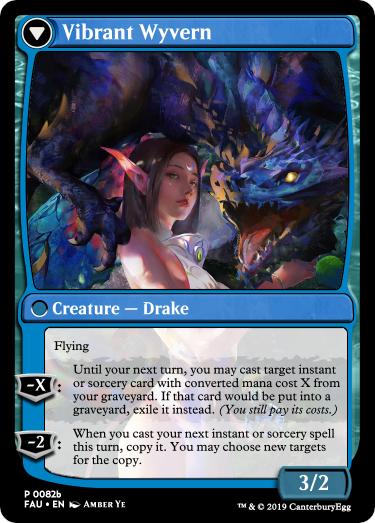 Vibrant Wyvern
Creature — Drake
Flying
-X: Until your next turn, you may cast target instant
or sorcery card with converted mana cost X from
your graveyard. If that card would be put into a
graveyard, exile it instead. (You still pay its costs.)
-2: When you cast your next instant or sorcery spell
this turn, copy it. You may choose new targets
for the copy.
3/2
P 0082b
FAU • EN Amber Ye
™ & © 2019 CanterburyEgg